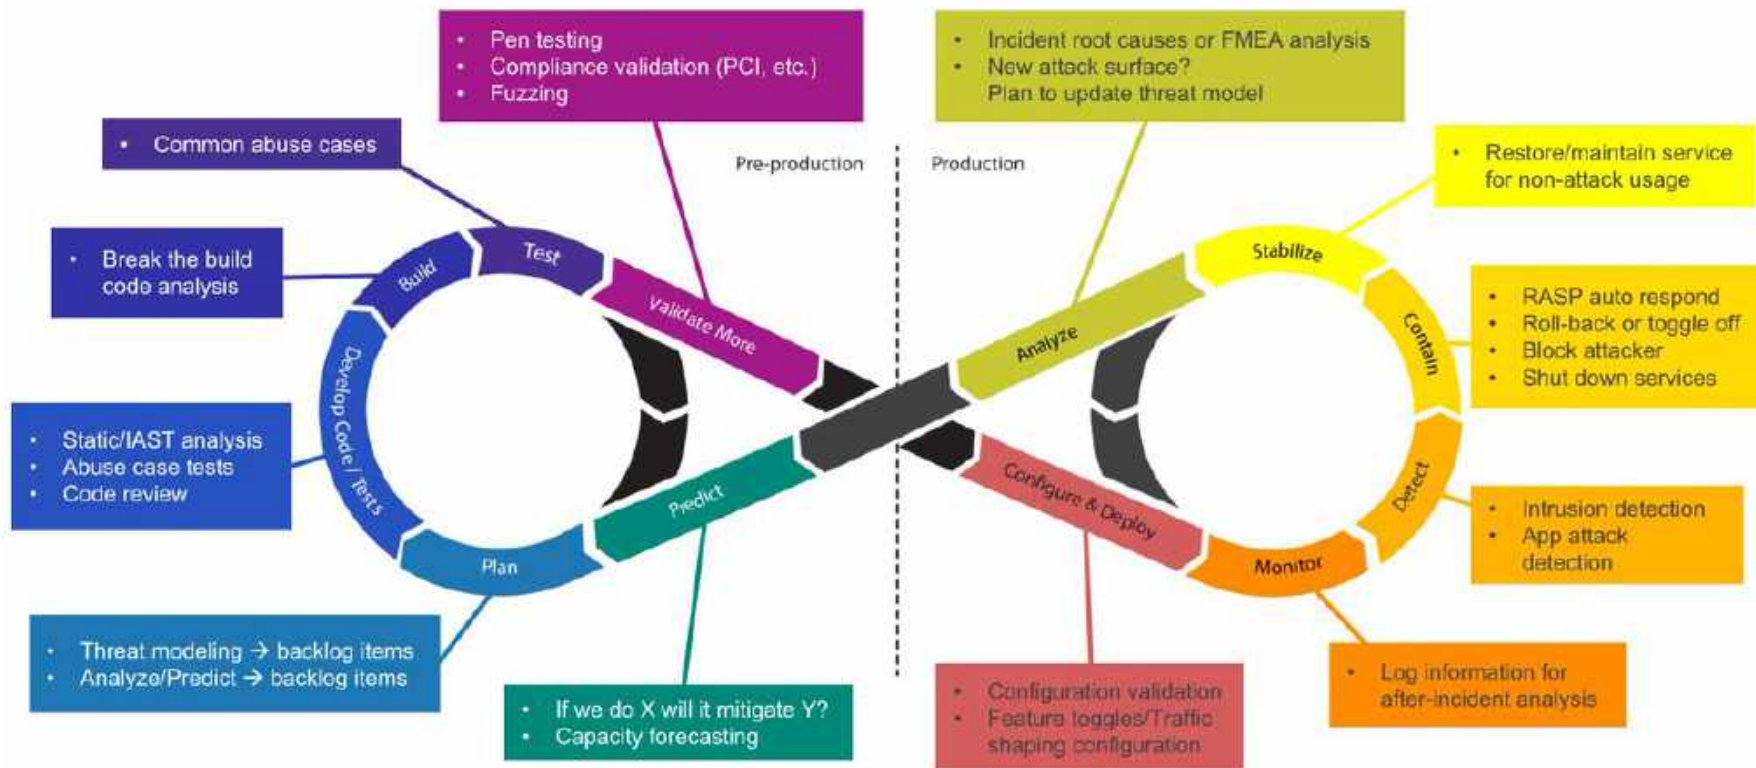 • Pen testing
• Compliance validation (PCI, etc.)
• Fuzzing
• Incident root causes or FMEA analysis
• New attack surface?
Plan to update threat model
• Common abuse cases
Pre-production
Production
• Restore/maintain service
for non-attack usage
• Break the build
code analysis
Build
Test
Validate More
Analyze
Stabilize
Contain
• RASP auto respond
• Roll-back or toggle off
• Block attacker
• Shut down services
Develop Code / Tests
• Static/IAST analysis
• Abuse case tests
• Code review
Plan
Predict
Configure & Deploy
Monitor
Detect
• Intrusion detection
• App attack
detection
• Threat modeling → backlog items
• Analyze/Predict → backlog items
• If we do X will it mitigate Y?
• Capacity forecasting
• Configuration validation
• Feature toggles/Traffic
shaping configuration
• Log information for
after-incident analysis